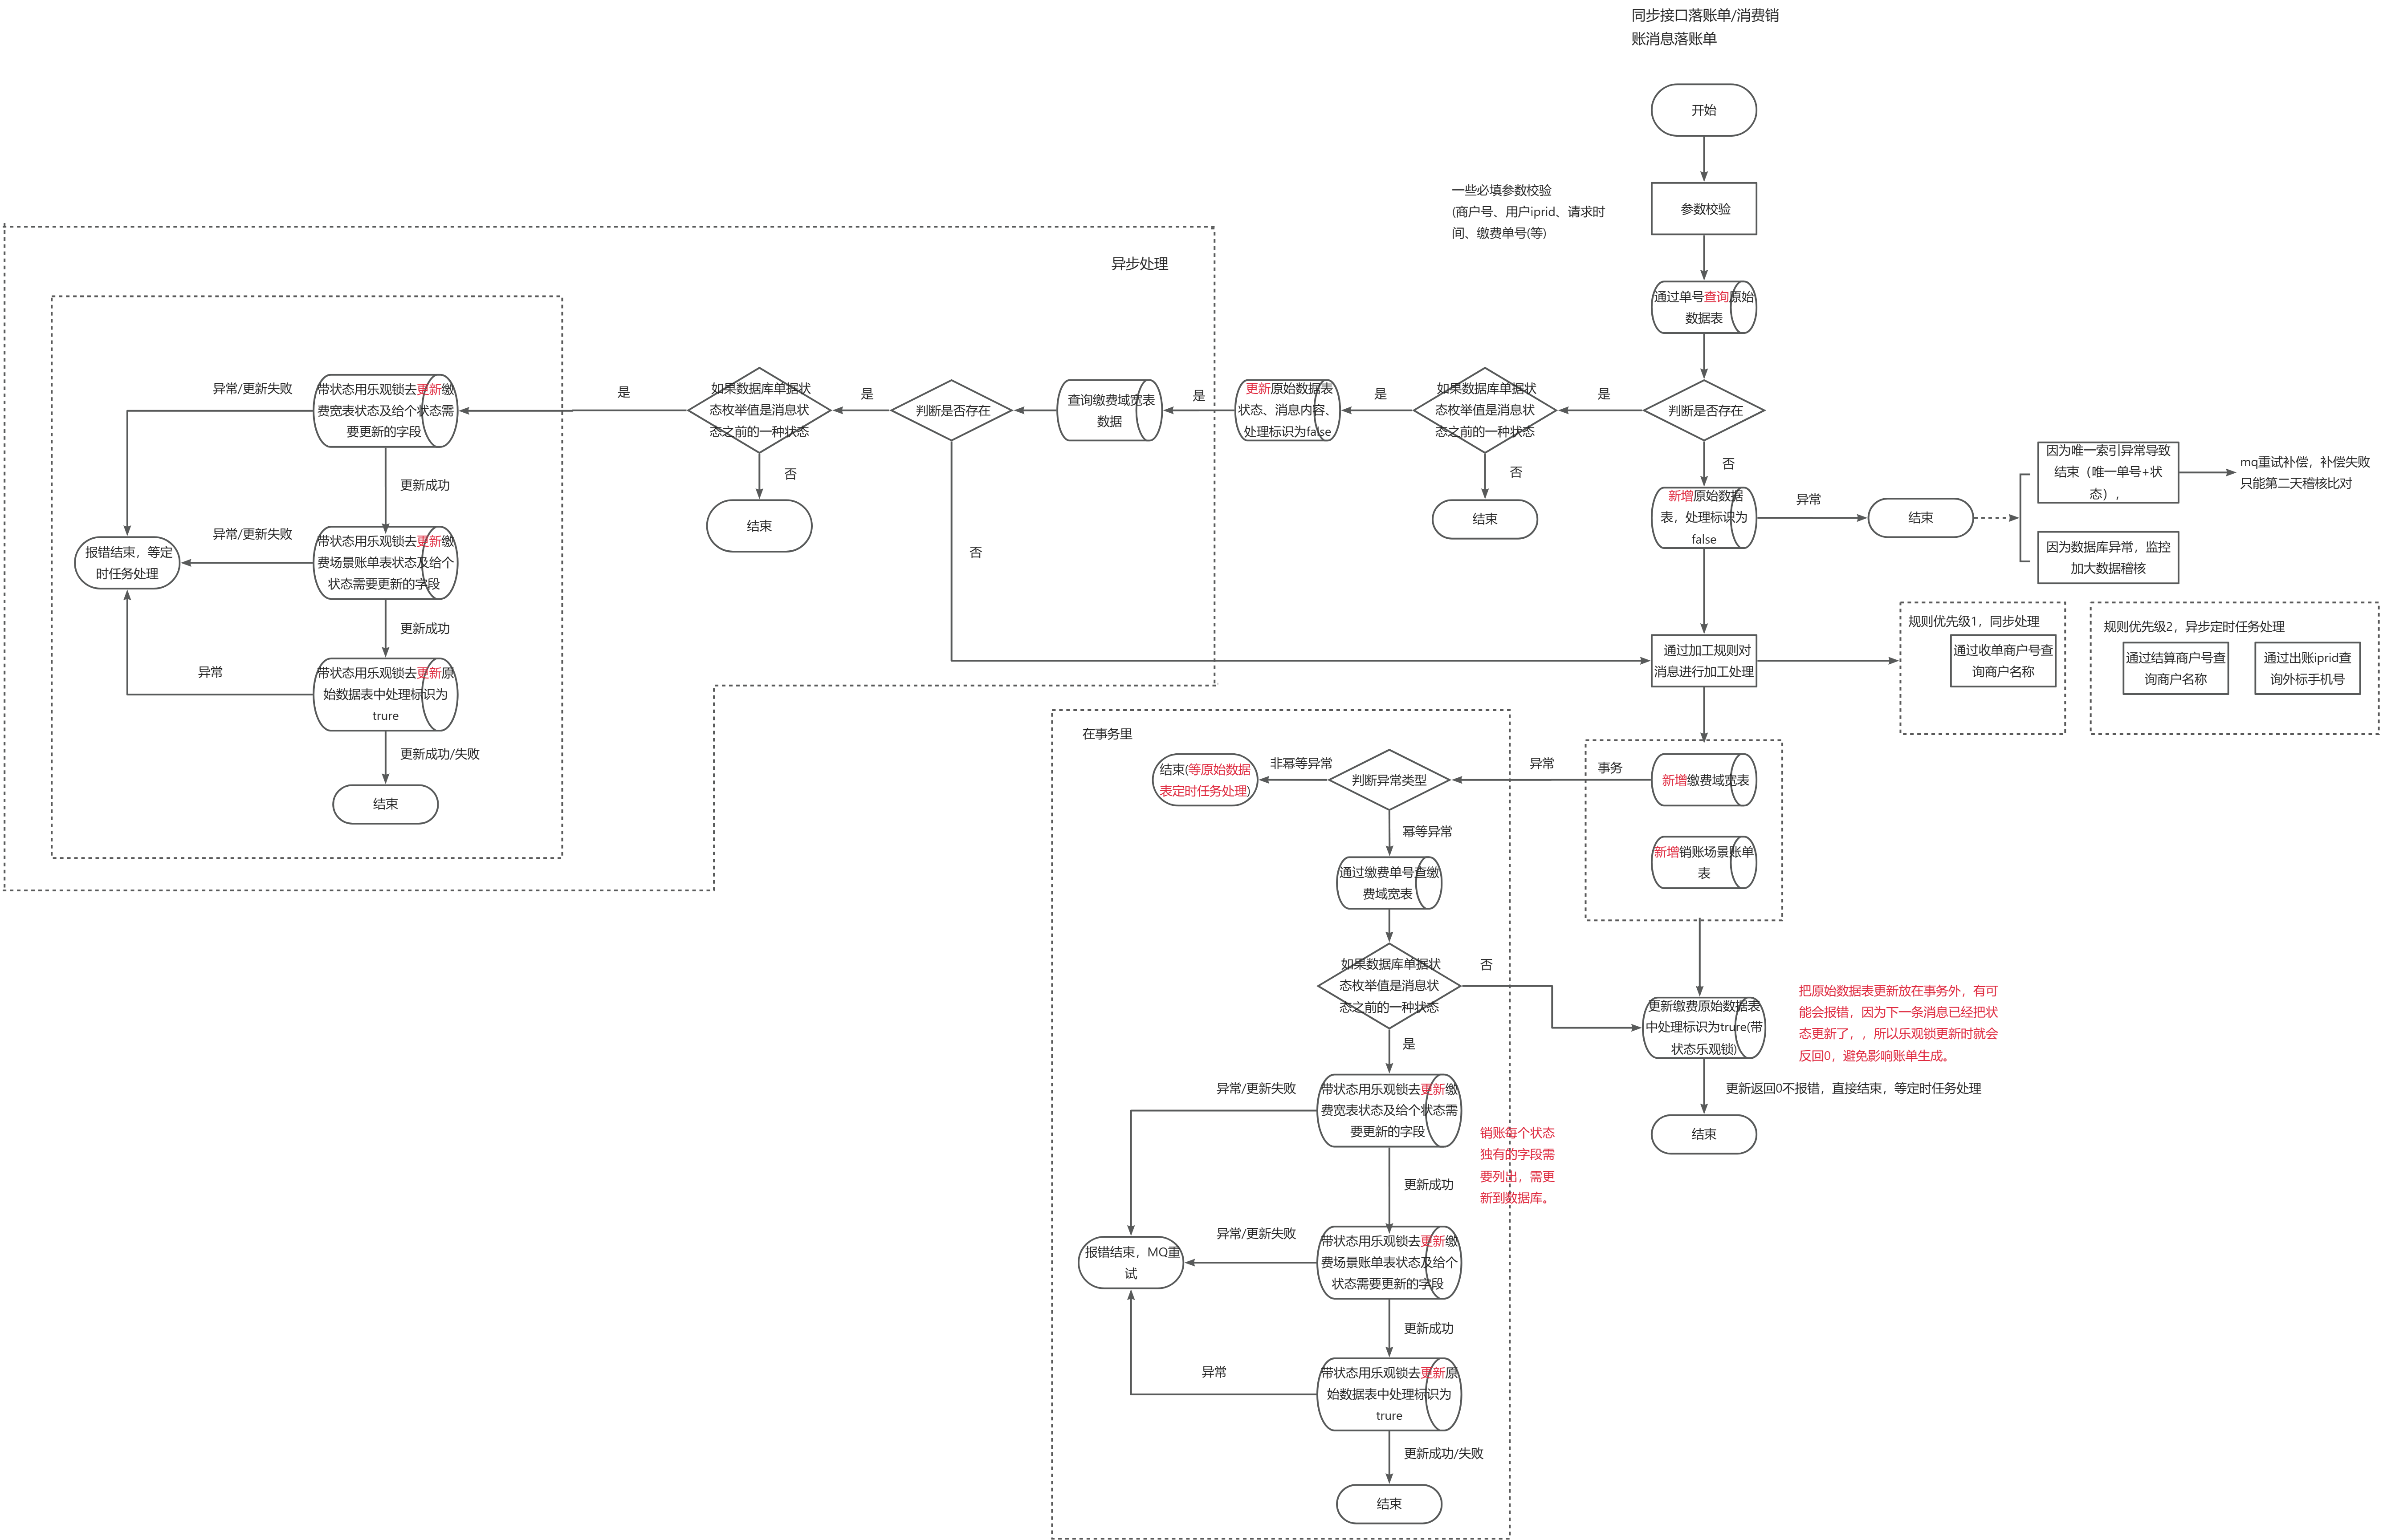 同步接口落账单/消费销
账消息落账单
开始
一些必填参数校验
(商户号、用户iprid、请求时
间、缴费单号(等)
参数校验
异步处理
通过单号查询原始
数据表
判断是否存在
是
如果数据库单据状
态枚举值是消息状
态之前的一种状态
是
更新原始数据表
状态、消息内容、
处理标识为false
是
查询缴费域宽表
数据
判断是否存在
是
如果数据库单据状
态枚举值是消息状
态之前的一种状态
是
带状态用乐观锁去更新缴
费宽表状态及给个状态需
要更新的字段
异常/更新失败
更新成功
否
结束
否
结束
否
否
新增原始数据
表，处理标识为
false
异常
结束
因为唯一索引异常导致
结束（唯一单号+状
态）,
mq重试补偿，补偿失败
只能第二天稽核比对
因为数据库异常，监控
加大数据稽核
异常/更新失败
带状态用乐观锁去更新缴
费场景账单表状态及给个
状态需要更新的字段
报错结束，等定
时任务处理
更新成功
异常
带状态用乐观锁去更新原
始数据表中处理标识为
trure
更新成功/失败
结束
通过加工规则对
消息进行加工处理
规则优先级1，同步处理
通过收单商户号查
询商户名称
规则优先级2，异步定时任务处理
通过结算商户号查
询商户名称
通过出账iprid查
询外标手机号
在事务里
事务
新增缴费域宽表
新增销账场景账单
表
异常
判断异常类型
非幂等异常
结束(等原始数据
表定时任务处理)
幂等异常
通过缴费单号查缴
费域宽表
如果数据库单据状
态枚举值是消息状
态之前的一种状态
否
是
更新缴费原始数据表
中处理标识为trure(带
状态乐观锁)
把原始数据表更新放在事务外，有可
能会报错，因为下一条消息已经把状
态更新了，，所以乐观锁更新时就会
反回0，避免影响账单生成。
更新返回0不报错，直接结束，等定时任务处理
结束
异常/更新失败
带状态用乐观锁去更新缴
费宽表状态及给个状态需
要更新的字段
销账每个状态
独有的字段需
要列出，需更
新到数据库。
更新成功
异常/更新失败
带状态用乐观锁去更新缴
费场景账单表状态及给个
状态需要更新的字段
报错结束，MQ重
试
更新成功
异常
带状态用乐观锁去更新原
始数据表中处理标识为
trure
更新成功/失败
结束